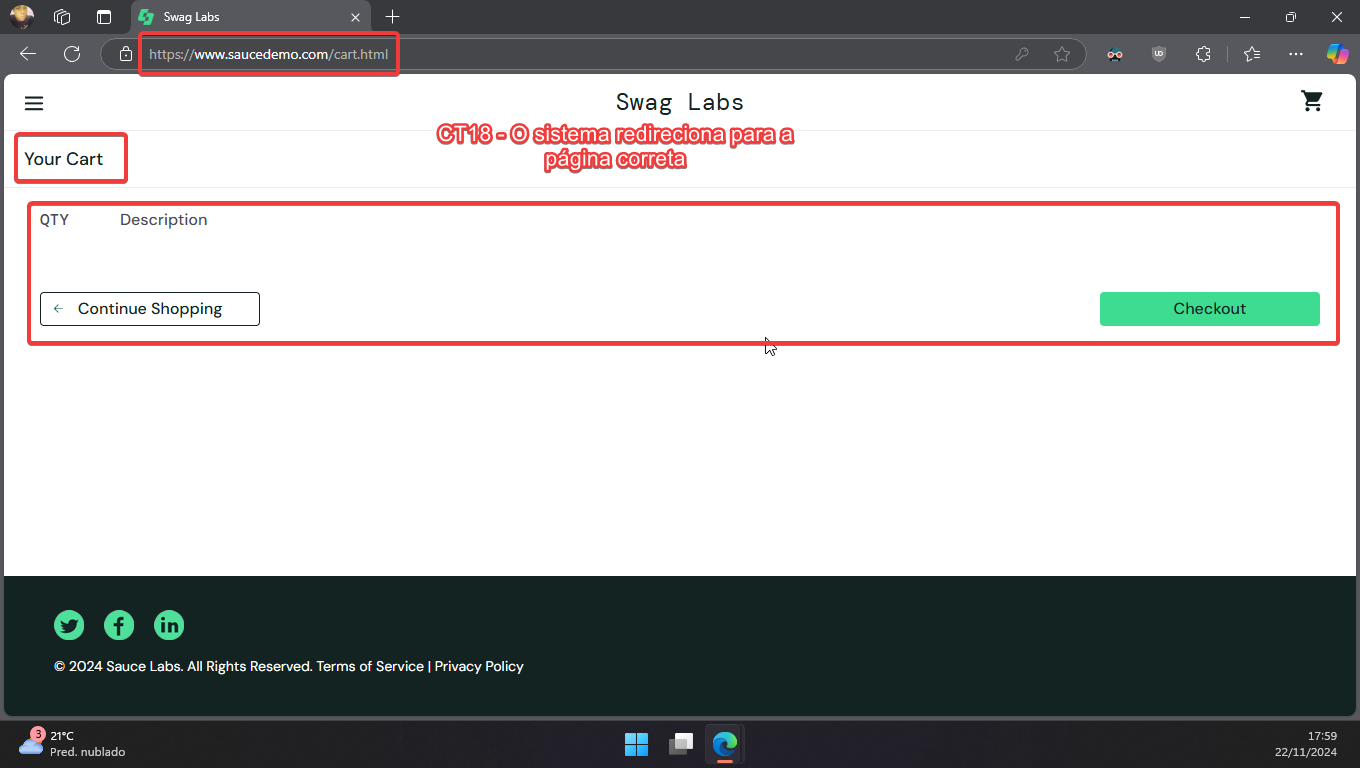 Swag Labs
https://www.saucedemo.com/cart.html
UD
Swag Labs
CT18 - O sistema redireciona para a
página correta
Your Cart
QTY Description
← Continue Shopping
Checkout
© 2024 Sauce Labs. All Rights Reserved. Terms of Service | Privacy Policy
3
21°C
Pred. nublado
17:59
22/11/2024